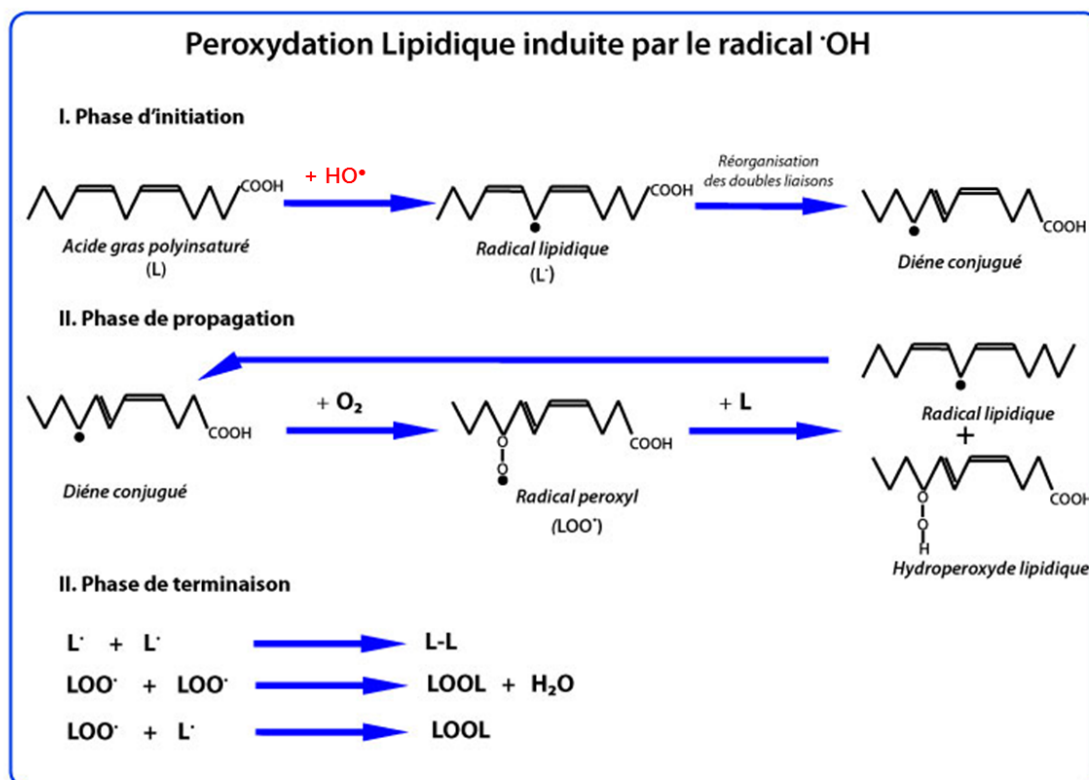 Peroxydation Lipidique induite par le radical ·OH
I. Phase d'initiation
COOH
+ HO•
COOH
Réorganisation
des doubles liaisons
COOH
Acide gras polyinsaturé
(L)
Radical lipidique
(L·)
Diéne conjugué
II. Phase de propagation
COOH
+ O₂
COOH
+ L
Radical lipidique
+
COOH
O
O
O
O
H
Diéne conjugué
Radical peroxyl
(LOO·)
Hydroperoxyde lipidique
II. Phase de terminaison
L· + L· L-L
LOO· + LOO· LOOL + H₂O
LOO· + L· LOOL